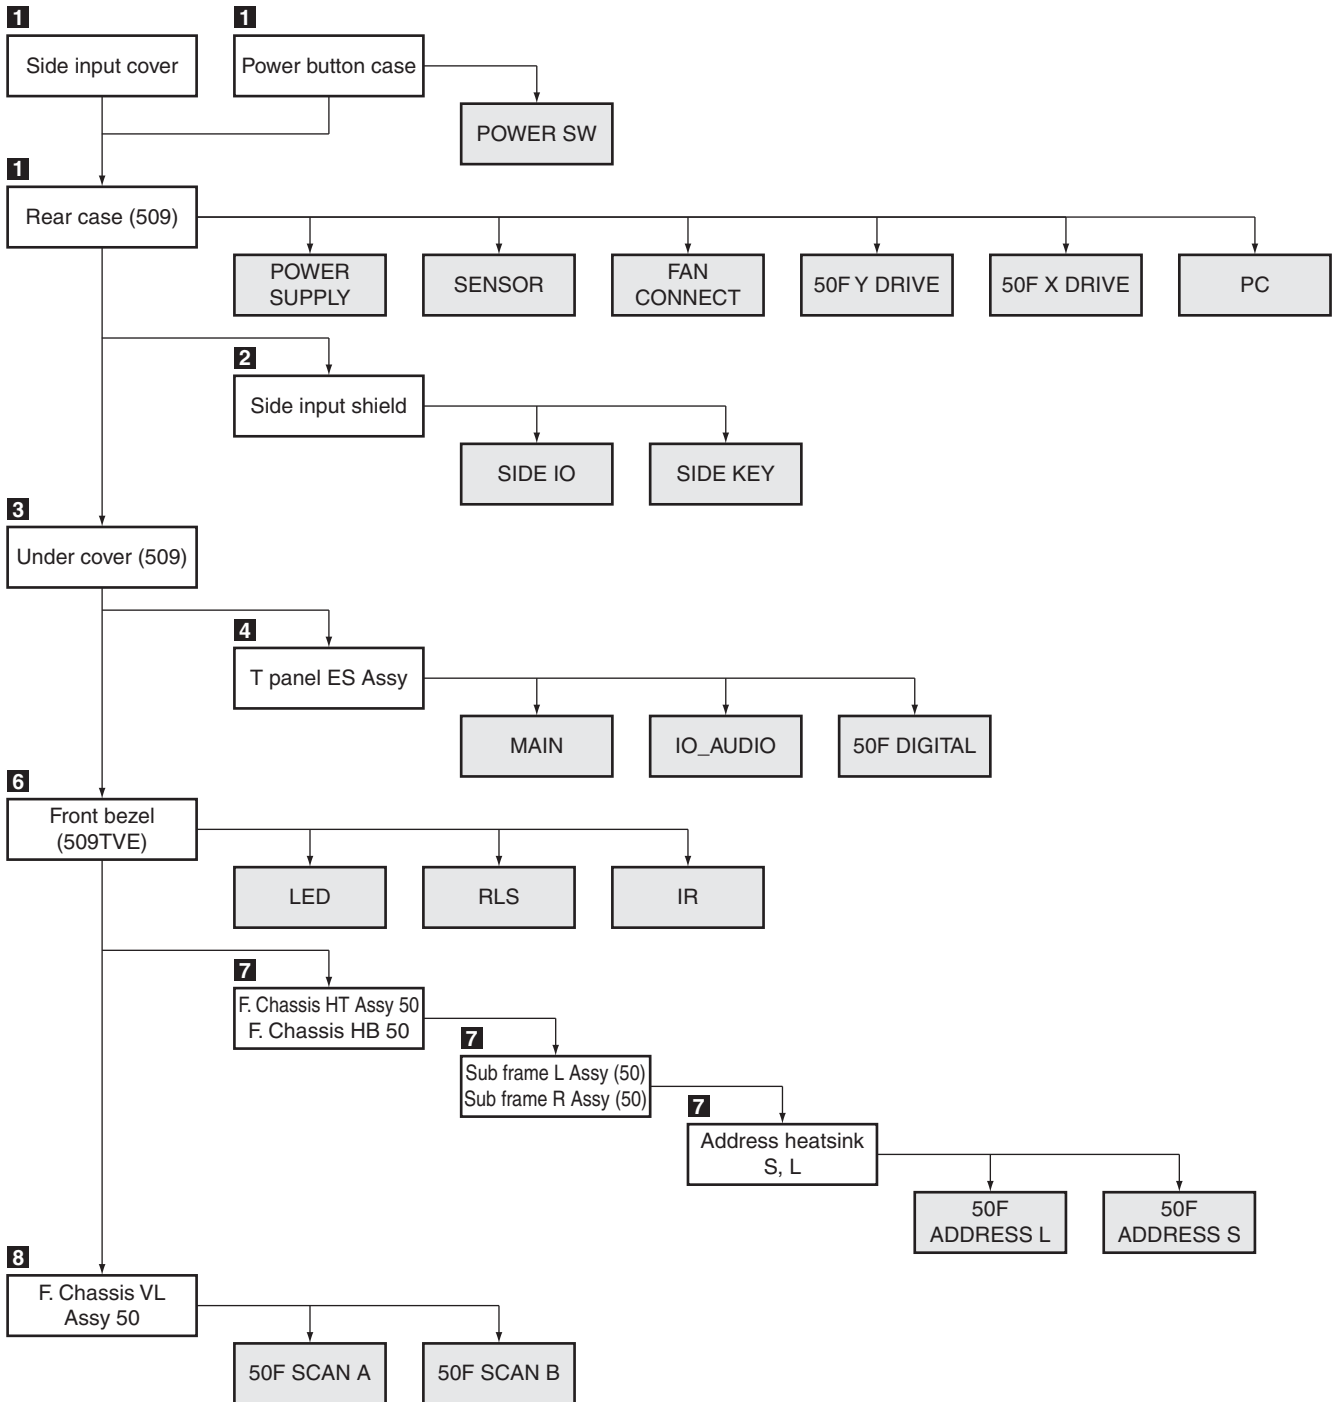 1
1
Side input cover
Power button case
POWER SW
1
Rear case (509)
POWER
SUPPLY
SENSOR
FAN
CONNECT
50F Y DRIVE
50F X DRIVE
PC
2
Side input shield
SIDE IO
SIDE KEY
3
Under cover (509)
4
T panel ES Assy
MAIN
IO_AUDIO
50F DIGITAL
6
Front bezel
(509TVE)
LED
RLS
IR
7
F. Chassis HT Assy 50
F. Chassis HB 50
7
Sub frame L Assy (50)
Sub frame R Assy (50)
7
Address heatsink
S, L
50F
ADDRESS L
50F
ADDRESS S
8
F. Chassis VL
Assy 50
50F SCAN A
50F SCAN B